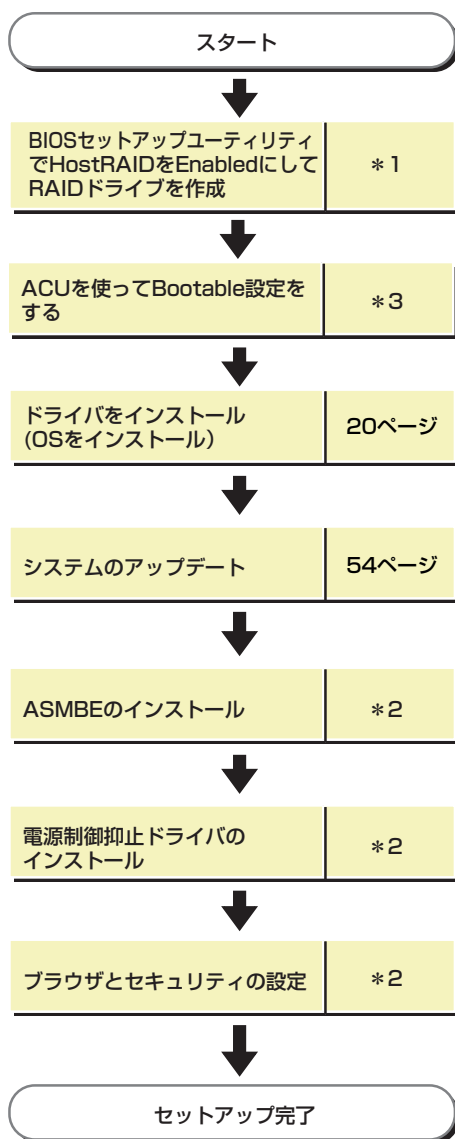 スタート
BIOSセットアップユーティリティ
でHostRAIDをEnabledにして
RAIDドライブを作成
＊1
ACUを使ってBootable設定を
する
＊3
ドライバをインストール
(OSをインストール）
20ページ
システムのアップデート
54ページ
ASMBEのインストール
＊2
電源制御抑止ドライバの
インストール
＊2
ブラウザとセキュリティの設定
＊2
セットアップ完了